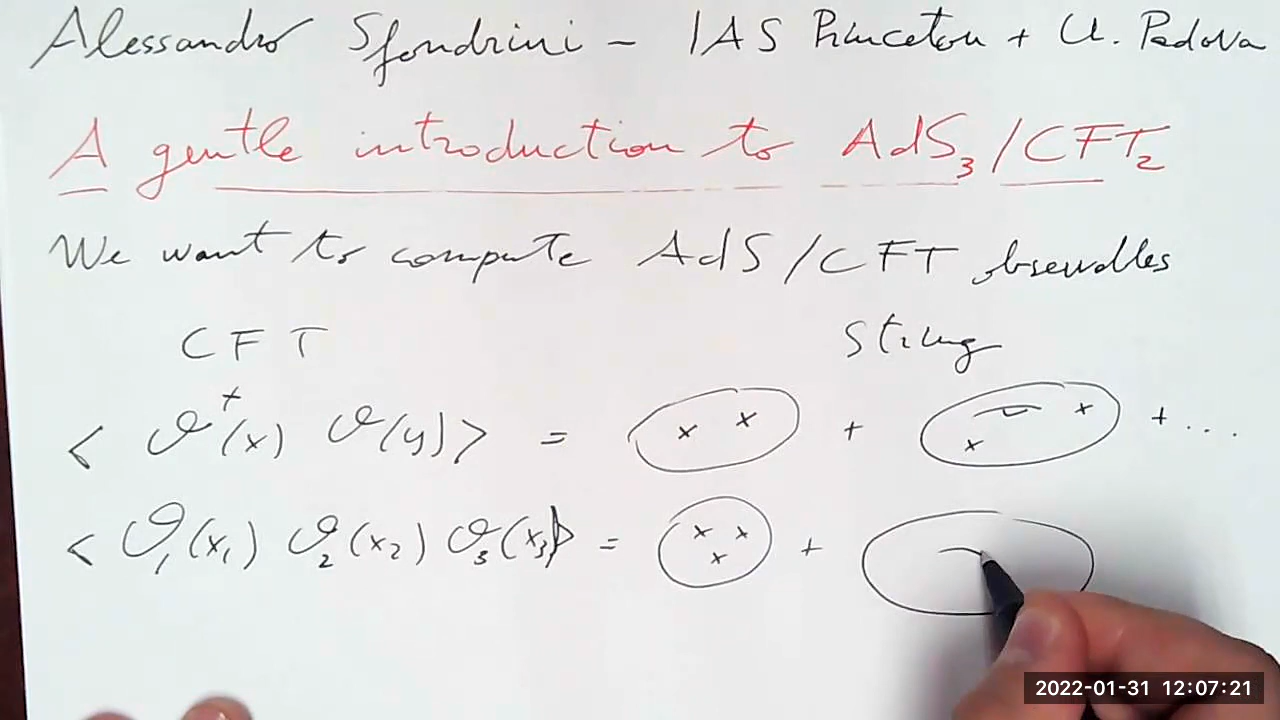 Alessandro Sfondrini - IAS Princeton + U. Padova
A gentle introduction to AdS₃/CFT₂
We want to compute AdS/CFT observables
CFT String
< O⁺(x) O(y) > = x x + x x + ...
< O₁(x₁) O₂(x₂) O₃(x₃) > = x x x +
2022-01-31 12:07:21